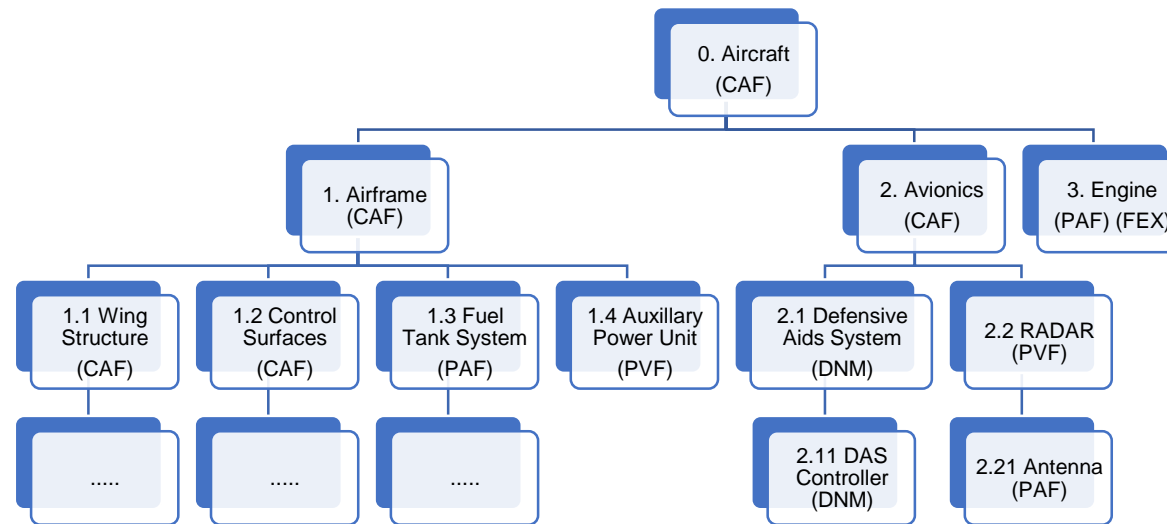 0. Aircraft
(CAF)
1. Airframe
(CAF)
2. Avionics
(CAF)
3. Engine
(PAF) (FEX)
1.1 Wing
Structure
(CAF)
1.2 Control
Surfaces
(CAF)
1.3 Fuel
Tank System
(PAF)
1.4 Auxillary
Power Unit
(PVF)
2.1 Defensive
Aids System
(DNM)
2.2 RADAR
(PVF)
.....
.....
.....
2.11 DAS
Controller
(DNM)
2.21 Antenna
(PAF)